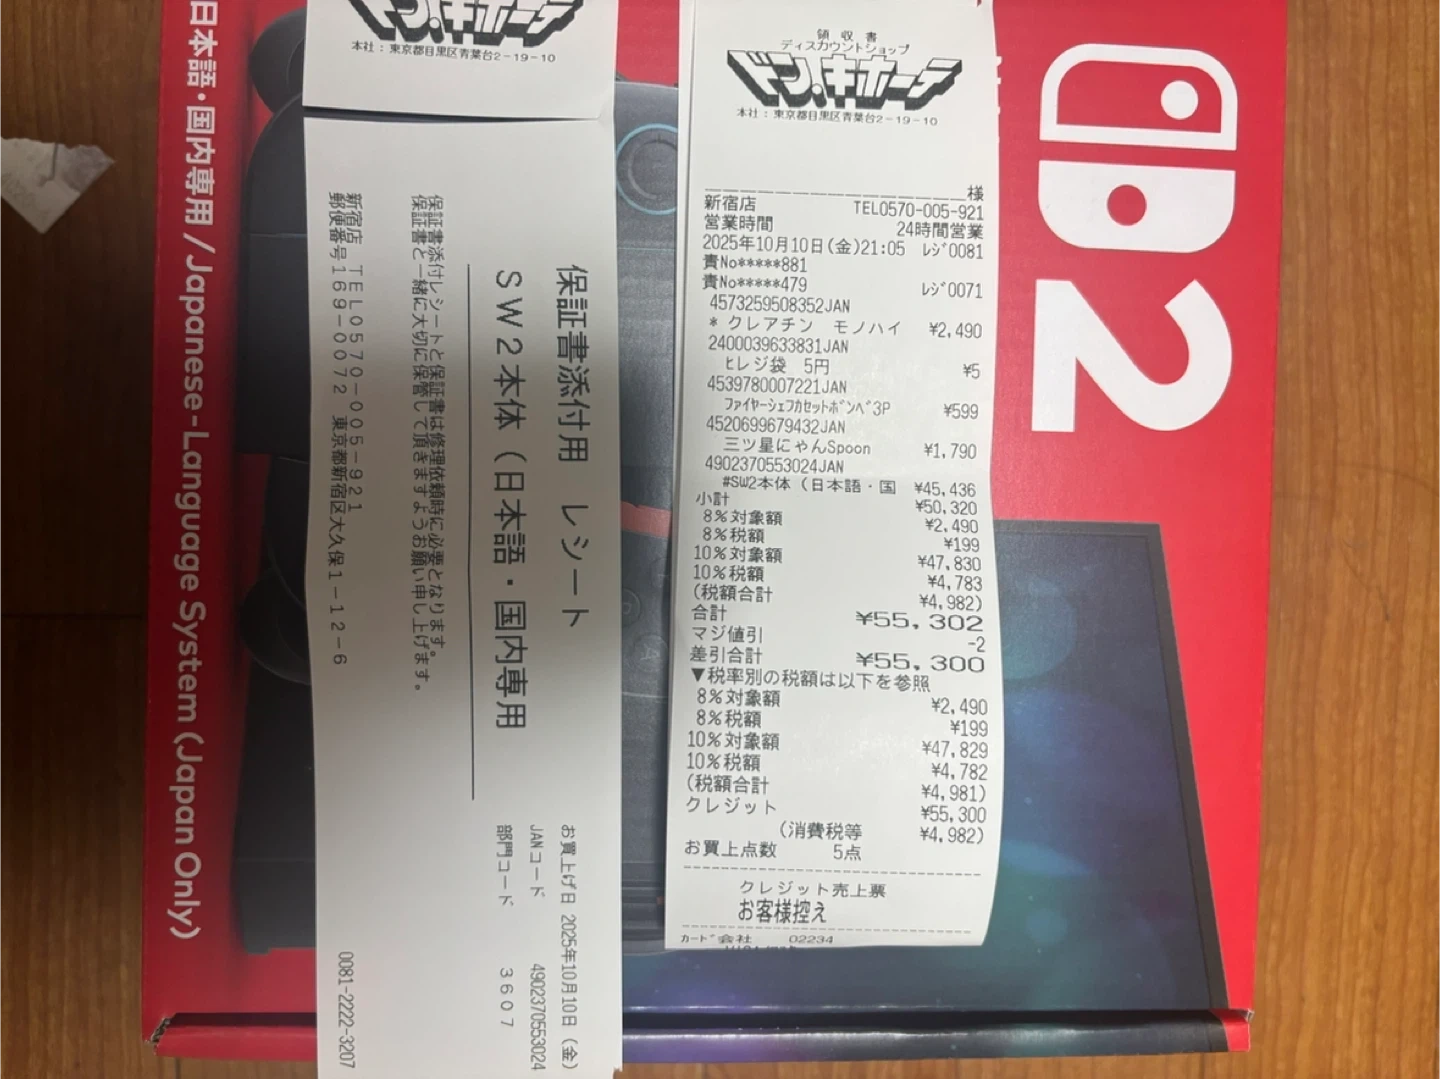 日本語・国内専用 / Japanese-Language System (Japan Only)
ドン.キホーテ
本社：東京都目黒区青葉台2-19-10
保証書添付用　レシート
SW2本体（日本語・国内専用
保証書添付レシートと保証書は修理依頼時に必要となります。
保証書と一緒に大切に保管して頂きますようお願い申し上げます。
新宿店　TEL0570-005-921
郵便番号169-0072　東京都新宿区大久保1-12-6
お買上げ日　2025年10月10日（金）
JANコード　4902370553024
部門コード　3607
0081-2222-3207
領収書
ディスカウントショップ
ドン.キホーテ
本社：東京都目黒区青葉台2-19-10
様
新宿店　TEL0570-005-921
営業時間　24時間営業
2025年10月10日(金)21:05　ﾚｼﾞ0081
責No*****881
責No*****479　ﾚｼﾞ0071
4573259508352JAN
* クレアチン　モノハイ　¥2,490
2400039633831JAN
ﾋレジ袋　5円　¥5
4539780007221JAN
ﾌｧｲﾔｰｼｪﾌｶｾｯﾄﾎﾞﾝﾍﾞ3P　¥599
4520699679432JAN
三ツ星にゃんSpoon　¥1,790
4902370553024JAN
#SW2本体（日本語・国　¥45,436
小計　¥50,320
8％対象額　¥2,490
8％税額　¥199
10％対象額　¥47,830
10％税額　¥4,783
(税額合計　¥4,982)
合計　¥55,302
マジ値引　-2
差引合計　¥55,300
▼税率別の税額は以下を参照
8％対象額　¥2,490
8％税額　¥199
10％対象額　¥47,829
10％税額　¥4,782
(税額合計　¥4,981)
クレジット　¥55,300
(消費税等　¥4,982)
お買上点数　5点
クレジット売上票
お客様控え
ｶｰﾄﾞ会社　02234
2